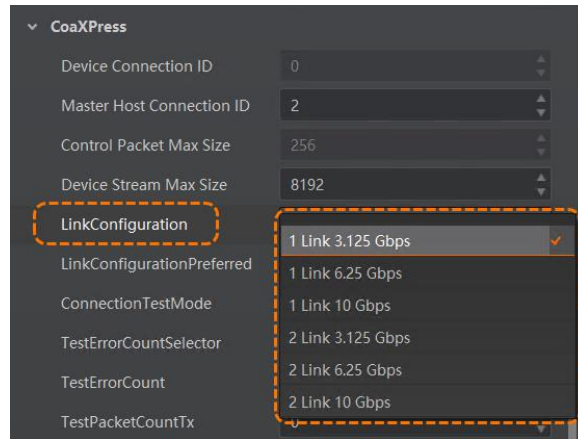 CoaXPress
Device Connection ID 0
Master Host Connection ID 2
Control Packet Max Size 256
Device Stream Max Size 8192
LinkConfiguration
1 Link 3.125 Gbps
LinkConfigurationPreferred
1 Link 6.25 Gbps
ConnectionTestMode
1 Link 10 Gbps
TestErrorCountSelector
2 Link 3.125 Gbps
2 Link 6.25 Gbps
TestErrorCount
2 Link 10 Gbps
TestPacketCountTx 0